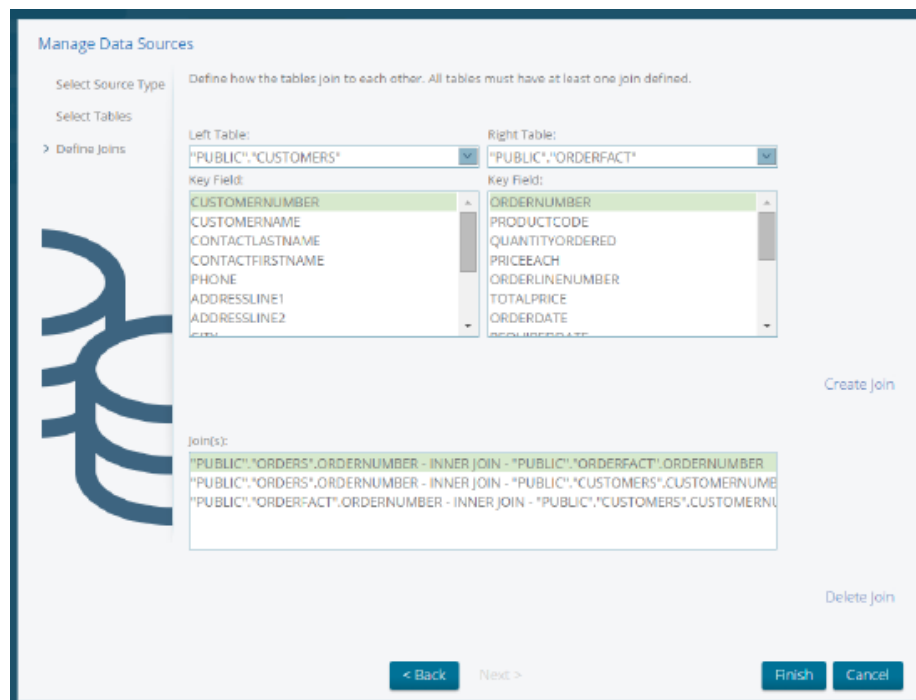 Manage Data Sources
Select Source Type
Select Tables
> Define Joins
Define how the tables join to each other. All tables must have at least one join defined.
Left Table:
"PUBLIC"."CUSTOMERS"
Key Field:
CUSTOMERNUMBER
CUSTOMERNAME
CONTACTLASTNAME
CONTACTFIRSTNAME
PHONE
ADDRESSLINE1
ADDRESSLINE2
CITY
Right Table:
"PUBLIC"."ORDERFACT"
Key Field:
ORDERNUMBER
PRODUCTCODE
QUANTITYORDERED
PRICEEACH
ORDERLINENUMBER
TOTALPRICE
ORDERDATE
REQUIREDDATE
Create Join
Join(s):
"PUBLIC"."ORDERS".ORDERNUMBER - INNER JOIN - "PUBLIC"."ORDERFACT".ORDERNUMBER
"PUBLIC"."ORDERS".ORDERNUMBER - INNER JOIN - "PUBLIC"."CUSTOMERS".CUSTOMERNUMB
"PUBLIC"."ORDERFACT".ORDERNUMBER - INNER JOIN - "PUBLIC"."CUSTOMERS".CUSTOMERNU
Delete Join
< Back
Next >
Finish
Cancel